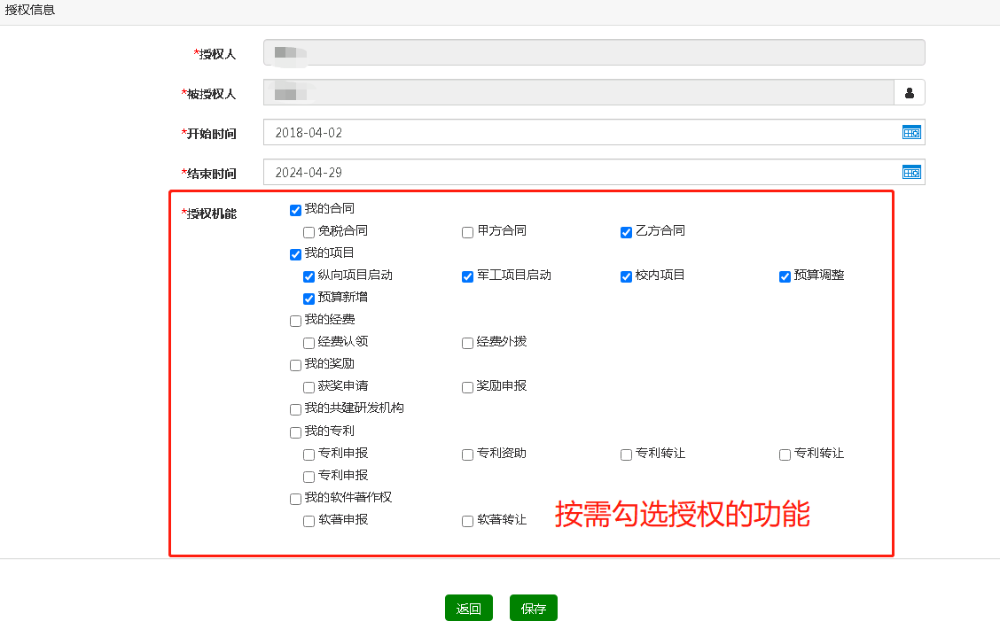 授权信息
*授权人
*被授权人
*开始时间 2018-04-02
*结束时间 2024-04-29
*授权机能 我的合同
免税合同 甲方合同 乙方合同
我的项目
纵向项目启动 军工项目启动 校内项目 预算调整
预算新增
我的经费
经费认领 经费外拨
我的奖励
获奖申请 奖励申报
我的共建研发机构
我的专利
专利申报 专利资助 专利转让 专利转让
专利申报
我的软件著作权
软著申报 软著转让
按需勾选授权的功能
返回 保存